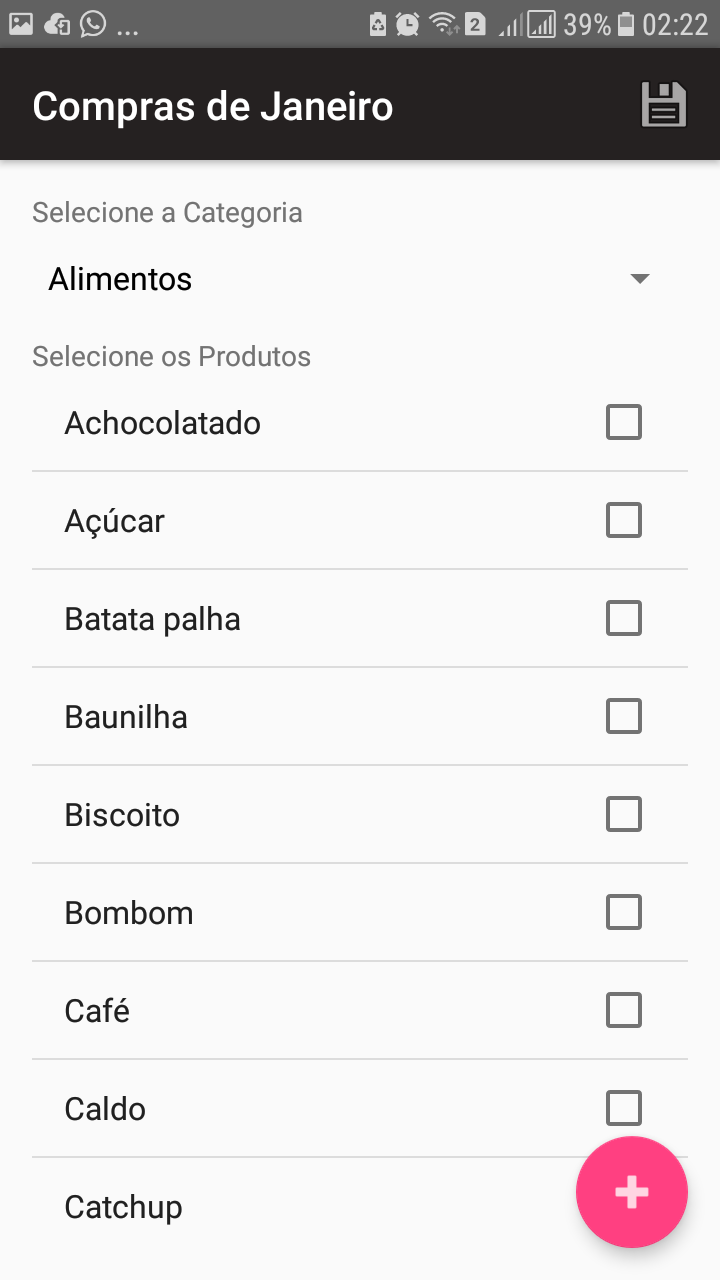 ... 2 39% 02:22
Compras de Janeiro
Selecione a Categoria
Alimentos
Selecione os Produtos
Achocolatado
Açúcar
Batata palha
Baunilha
Biscoito
Bombom
Café
Caldo
Catchup